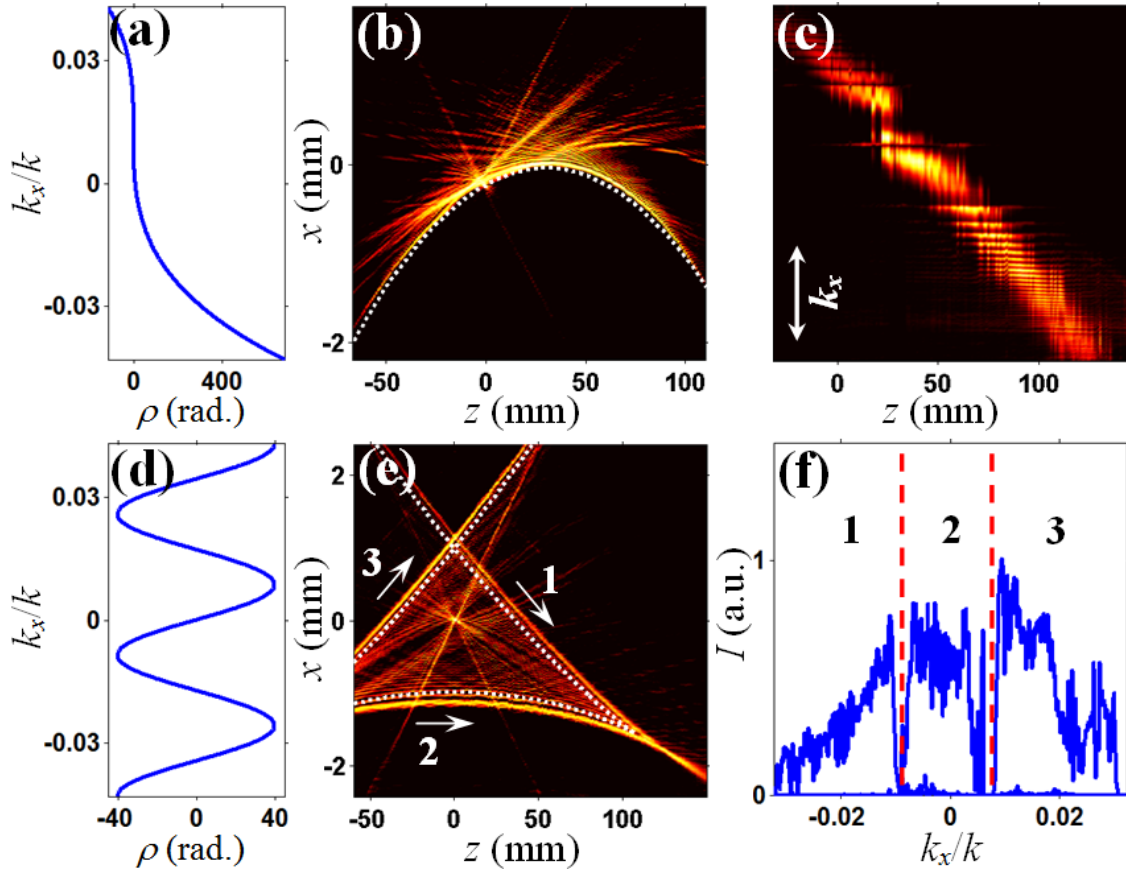 (a)
0.03
0
-0.03
k_x/k
0
400
ρ (rad.)
(b)
0
-2
x (mm)
-50
0
50
100
z (mm)
(c)
k_x
0
50
100
z (mm)
(d)
0.03
0
-0.03
k_x/k
-40
0
40
ρ (rad.)
(e)
2
0
-2
x (mm)
3
1
2
-50
0
50
100
z (mm)
(f)
1
2
3
1
0
I (a.u.)
-0.02
0
0.02
k_x/k